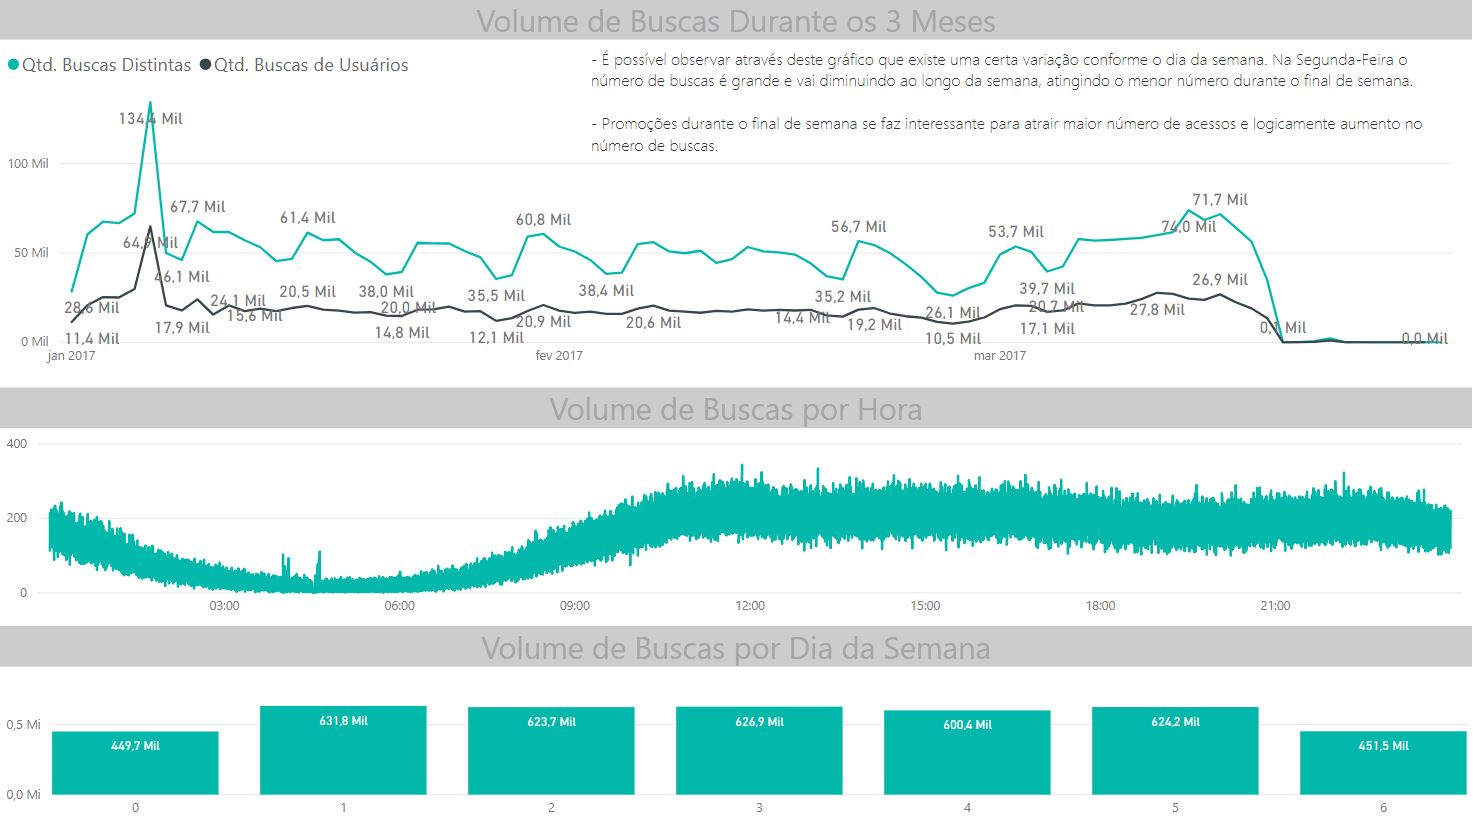 Volume de Buscas Durante os 3 Meses
Qtd. Buscas Distintas Qtd. Buscas de Usuários
- É possível observar através deste gráfico que existe uma certa variação conforme o dia da semana. Na Segunda-Feira o
número de buscas é grande e vai diminuindo ao longo da semana, atingindo o menor número durante o final de semana.
- Promoções durante o final de semana se faz interessante para atrair maior número de acessos e logicamente aumento no
número de buscas.
100 Mil
50 Mil
0 Mil
134,4 Mil
67,7 Mil
61,4 Mil
60,8 Mil
56,7 Mil
53,7 Mil
71,7 Mil
74,0 Mil
64,9 Mil
46,1 Mil
28,6 Mil
24,1 Mil
20,5 Mil
38,0 Mil
35,5 Mil
38,4 Mil
35,2 Mil
26,1 Mil
39,7 Mil
26,9 Mil
11,4 Mil
17,9 Mil
15,6 Mil
20,0 Mil
14,8 Mil
12,1 Mil
20,9 Mil
20,6 Mil
14,4 Mil
19,2 Mil
10,5 Mil
20,7 Mil
17,1 Mil
27,8 Mil
0,1 Mil
0,0 Mil
jan 2017 fev 2017 mar 2017
Volume de Buscas por Hora
400
200
0
03:00 06:00 09:00 12:00 15:00 18:00 21:00
Volume de Buscas por Dia da Semana
0,5 Mi
0,0 Mi
449,7 Mil 631,8 Mil 623,7 Mil 626,9 Mil 600,4 Mil 624,2 Mil 451,5 Mil
0 1 2 3 4 5 6